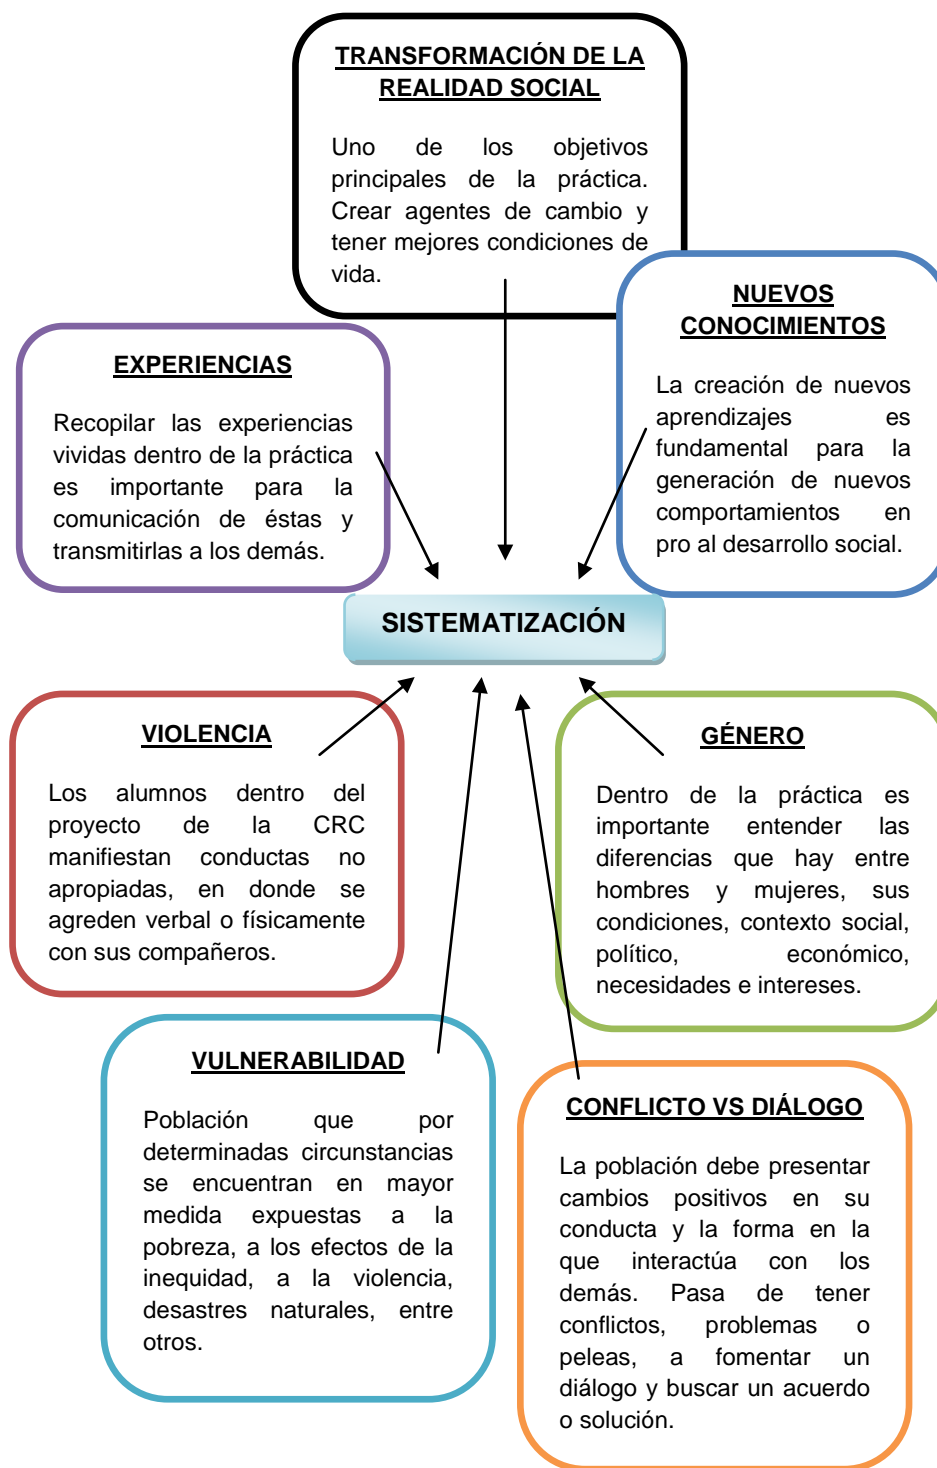 TRANSFORMACIÓN DE LA
REALIDAD SOCIAL
Uno de los objetivos
principales de la práctica.
Crear agentes de cambio y
tener mejores condiciones de
vida.
NUEVOS
CONOCIMIENTOS
La creación de nuevos
aprendizajes es
fundamental para la
generación de nuevos
comportamientos en
pro al desarrollo social.
EXPERIENCIAS
Recopilar las experiencias
vividas dentro de la práctica
es importante para la
comunicación de éstas y
transmitirlas a los demás.
SISTEMATIZACIÓN
VIOLENCIA
Los alumnos dentro del
proyecto de la CRC
manifiestan conductas no
apropiadas, en donde se
agreden verbal o físicamente
con sus compañeros.
GÉNERO
Dentro de la práctica es
importante entender las
diferencias que hay entre
hombres y mujeres, sus
condiciones, contexto social,
político, económico,
necesidades e intereses.
VULNERABILIDAD
Población que por
determinadas circunstancias
se encuentran en mayor
medida expuestas a la
pobreza, a los efectos de la
inequidad, a la violencia,
desastres naturales, entre
otros.
CONFLICTO VS DIÁLOGO
La población debe presentar
cambios positivos en su
conducta y la forma en la
que interactúa con los
demás. Pasa de tener
conflictos, problemas o
peleas, a fomentar un
diálogo y buscar un acuerdo
o solución.